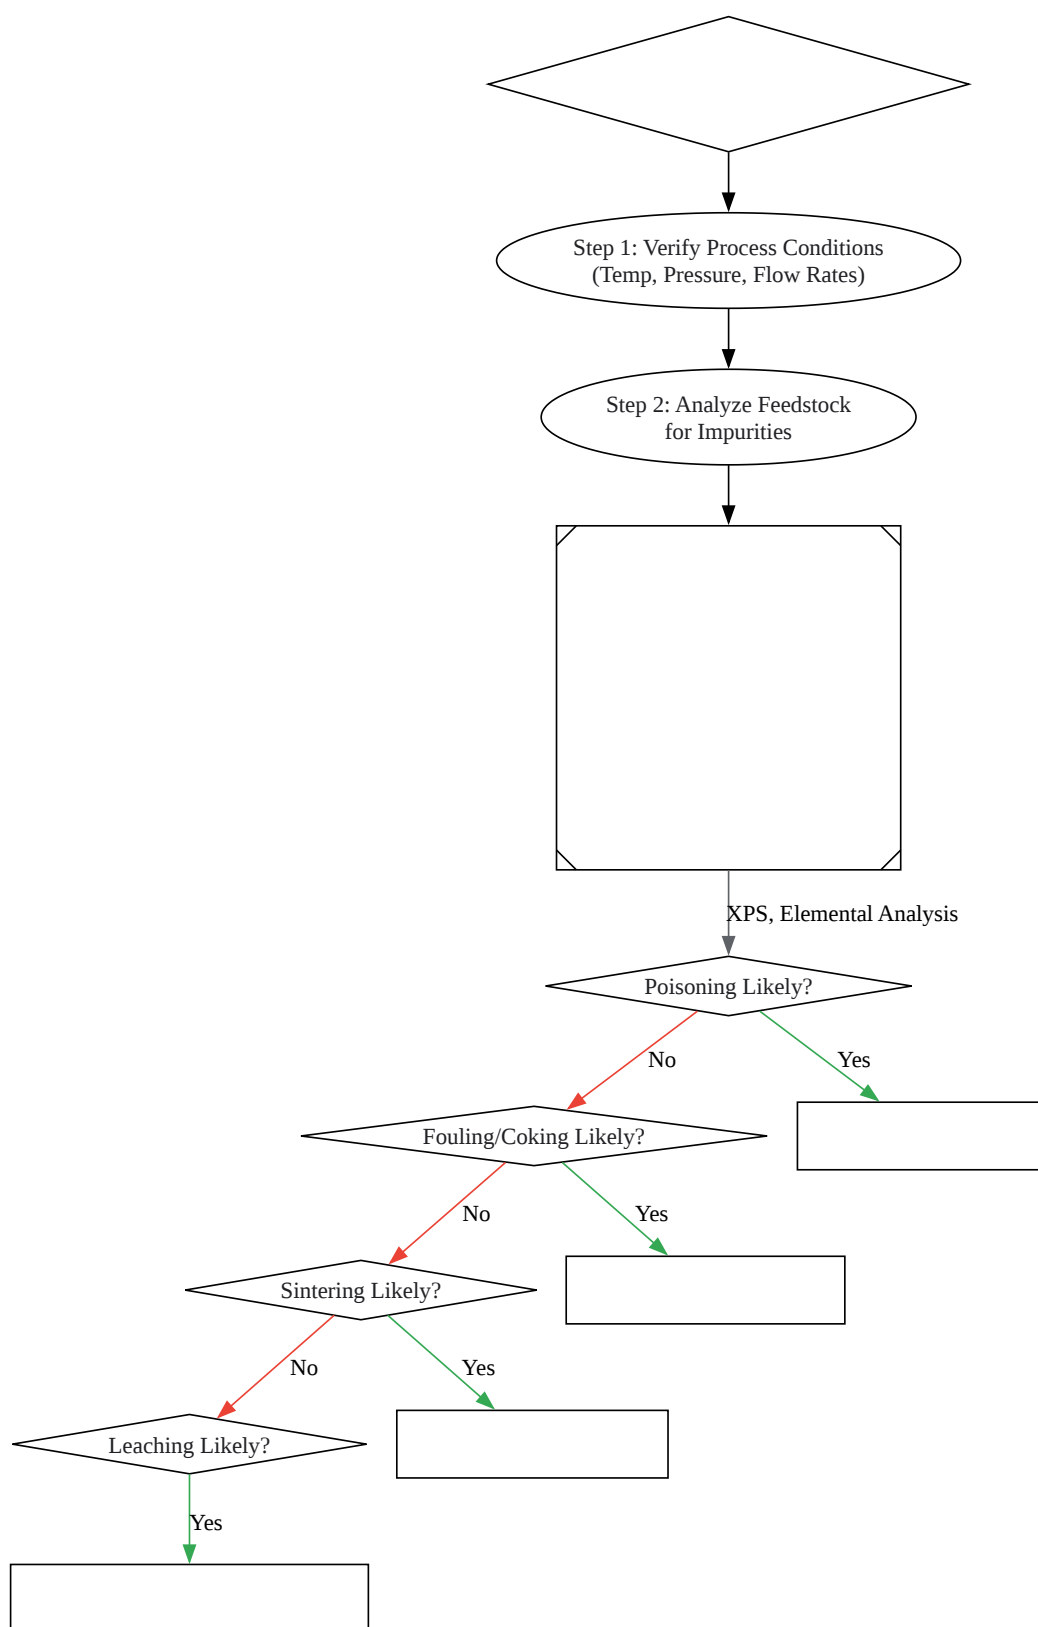 Step 1: Verify Process Conditions
(Temp, Pressure, Flow Rates)
Step 2: Analyze Feedstock
for Impurities
XPS, Elemental Analysis
Poisoning Likely?
No
Yes
Fouling/Coking Likely?
No
Yes
Sintering Likely?
No
Yes
Leaching Likely?
Yes